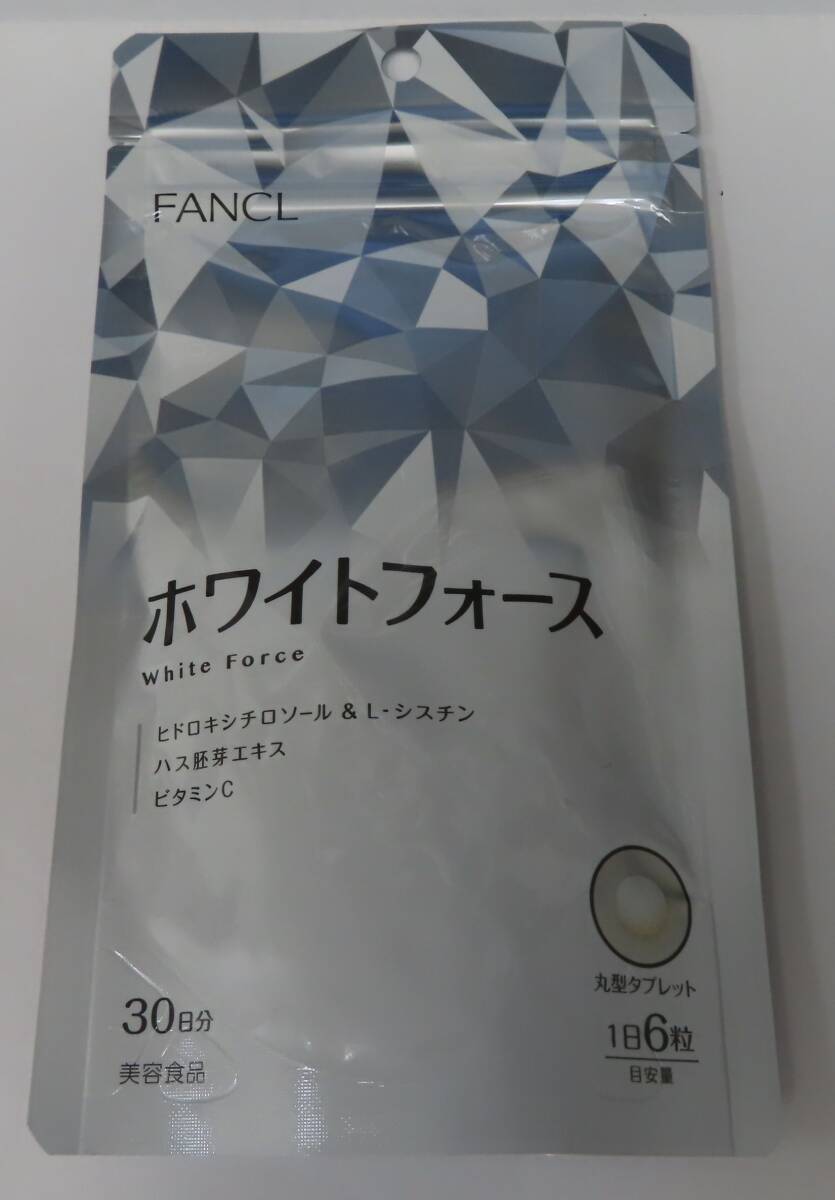 FANCL
ホワイトフォース
White Force
ヒドロキシチロソール & L-シスチン
ハス胚芽エキス
ビタミンC
丸型タブレット
30日分
1日6粒
美容食品
目安量